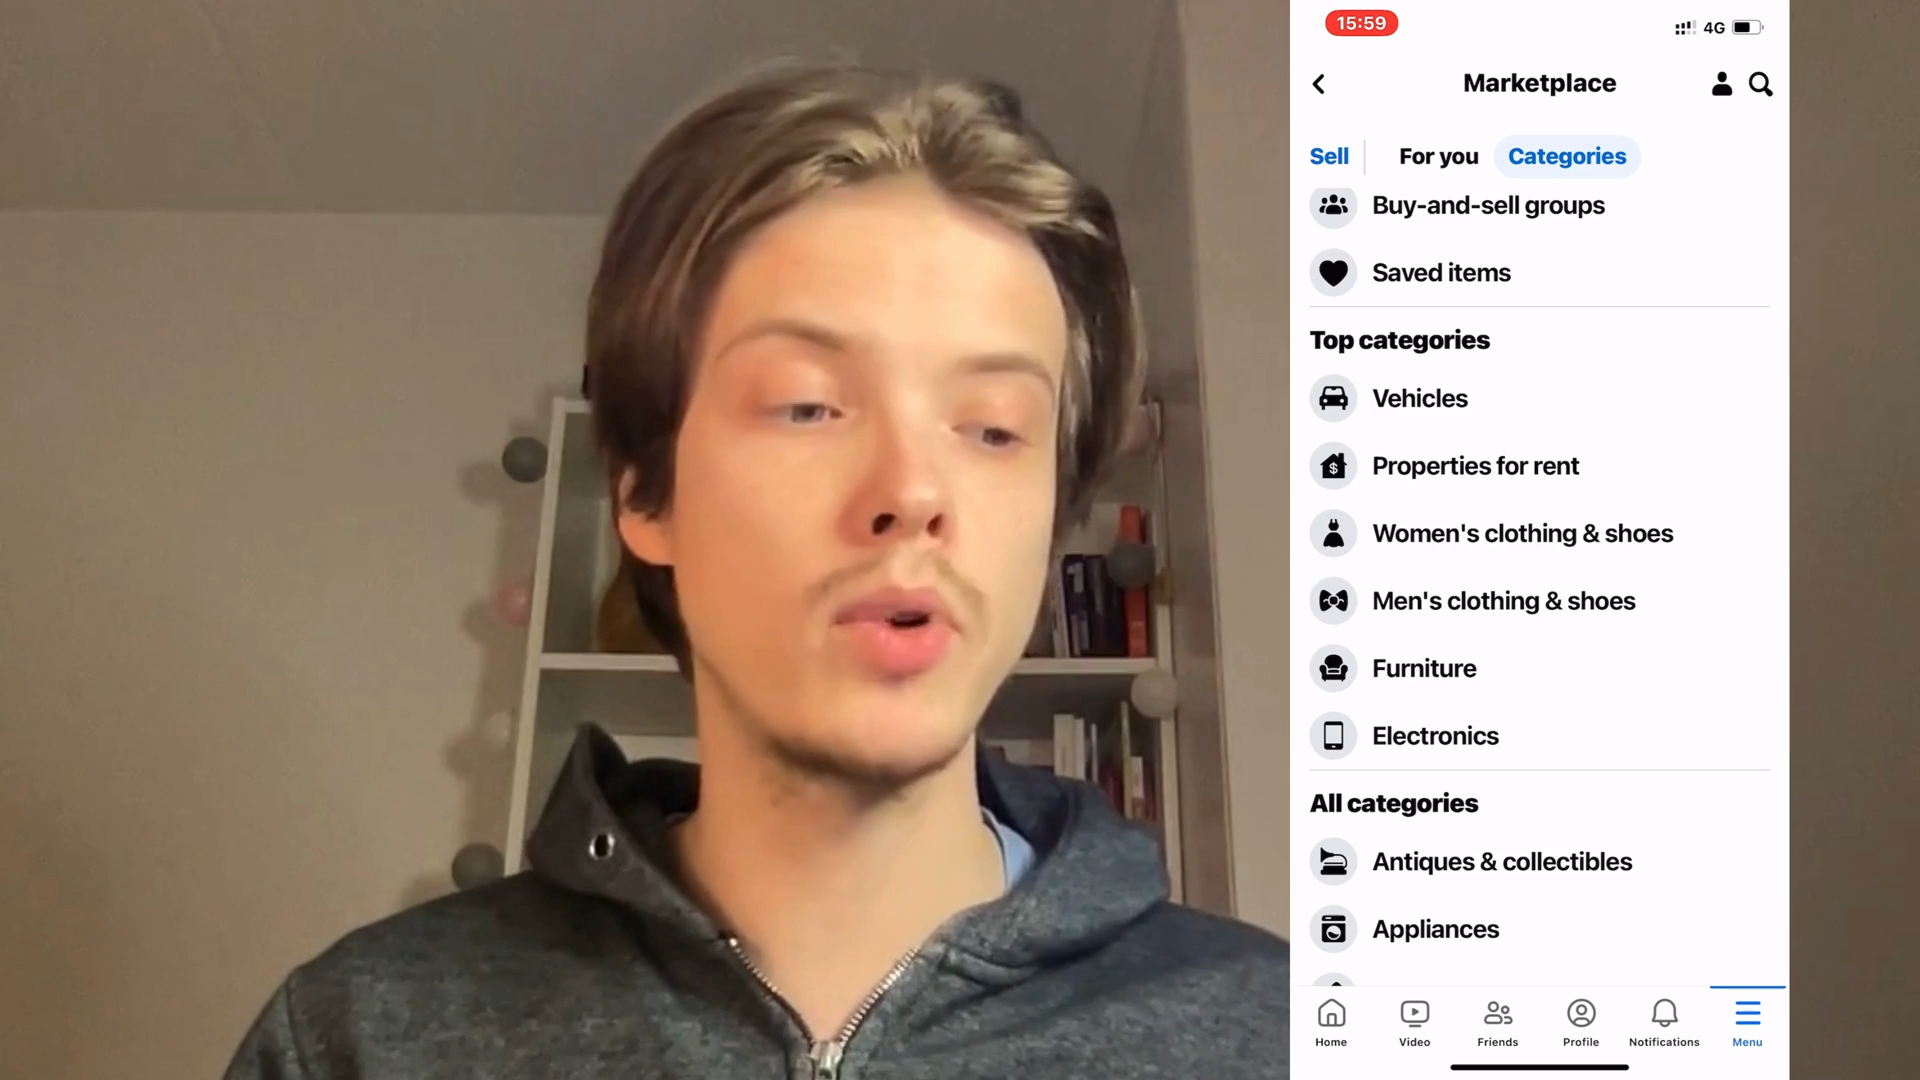 15:59
4G
Marketplace
Sell
For you
Categories
Buy-and-sell groups
Saved items
Top categories
Vehicles
$
Properties for rent
Women's clothing & shoes
Men's clothing & shoes
Furniture
Electronics
All categories
Antiques & collectibles
Appliances
Home
Video
Friends
Profile
Notifications
Menu